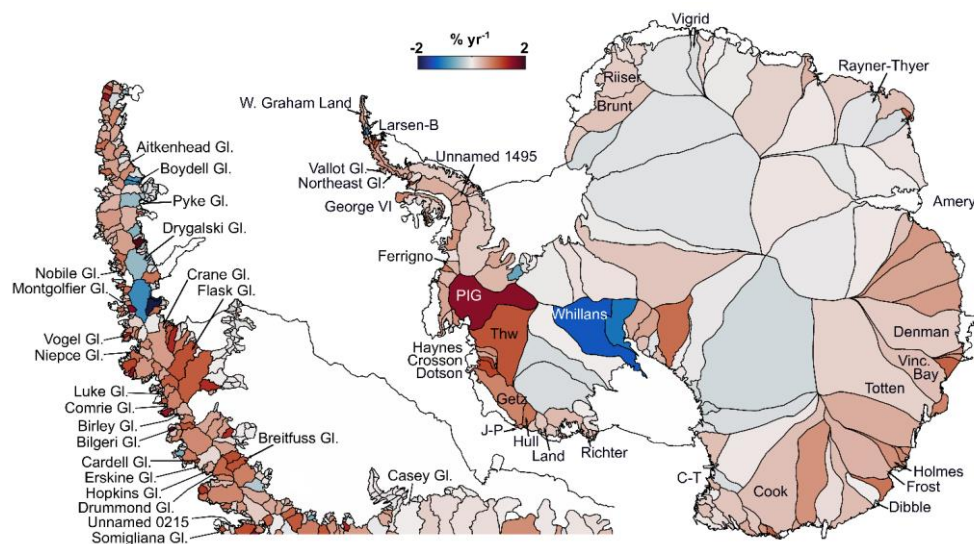 % yr⁻¹
-2
2
Vigrid
Rayner-Thyer
Riiser
Brunt
W. Graham Land
Larsen-B
Unnamed 1495
Vallot Gl.
Northeast Gl.
George VI
Amery
Aitkenhead Gl.
Boydell Gl.
Pyke Gl.
Drygalski Gl.
Nobile Gl.
Crane Gl.
Montgolfier Gl.
Flask Gl.
Ferrigno
PIG
Whillans
Thw
Vogel Gl.
Niepce Gl.
Haynes
Crosson
Dotson
Denman
Vinc.
Bay
Totten
Luke Gl.
Comrie Gl.
Birley Gl.
Bilgeri Gl.
Breitfuss Gl.
Getz
J-P
Hull
Land
Richter
Cardell Gl.
Erskine Gl.
Hopkins Gl.
Drummond Gl.
Unnamed 0215
Somigliana Gl.
Casey Gl.
C-T
Cook
Holmes
Frost
Dibble